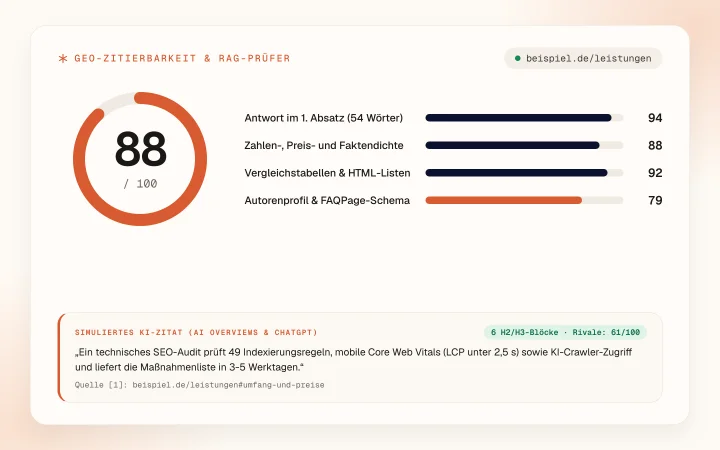 GEO-ZITIERBARKEIT & RAG-PRÜFER
beispiel.de/leistungen
88
/ 100
Antwort im 1. Absatz (54 Wörter) 94
Zahlen-, Preis- und Faktendichte 88
Vergleichstabellen & HTML-Listen 92
Autorenprofil & FAQPage-Schema 79
SIMULIERTES KI-ZITAT (AI OVERVIEWS & CHATGPT)
6 H2/H3-Blöcke · Rivale: 61/100
„Ein technisches SEO-Audit prüft 49 Indexierungsregeln, mobile Core Web Vitals (LCP unter 2,5 s) sowie KI-Crawler-Zugriff
und liefert die Maßnahmenliste in 3-5 Werktagen.“
Quelle [1]: beispiel.de/leistungen#umfang-und-preise